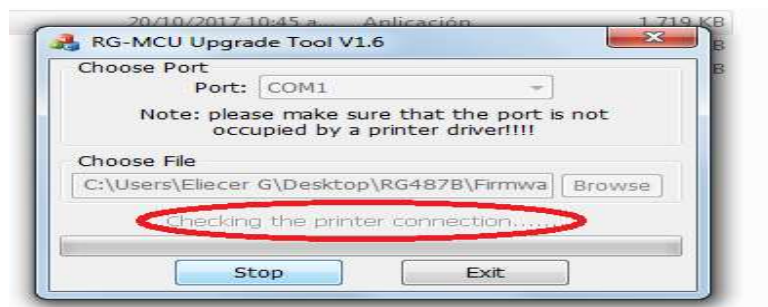 20/10/2017 10:45 a... Aplicación 1.719 KB
RG-MCU Upgrade Tool V1.6
B
Choose Port
B
Port: COM1
Note: please make sure that the port is not
occupied by a printer driver!!!!
Choose File
C:\Users\Eliecer G\Desktop\RG487B\Firmwa Browse
Checking the printer connection......
Stop Exit